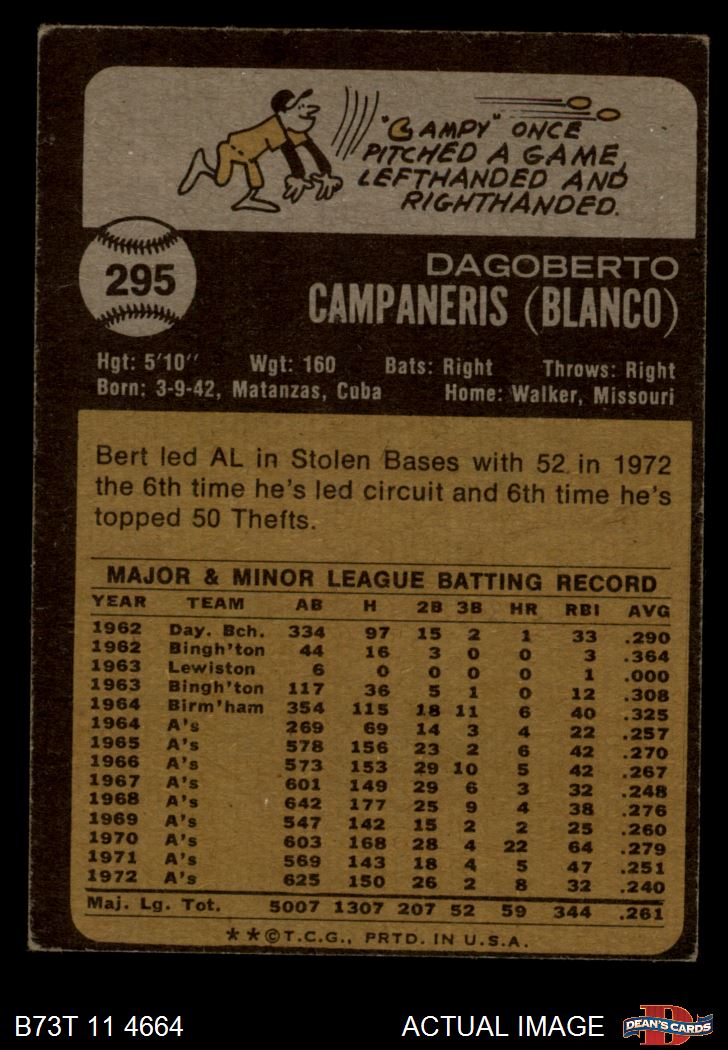 "CAMPY" ONCE
PITCHED A GAME,
LEFTHANDED AND
RIGHTHANDED.
295
DAGOBERTO
CAMPANERIS (BLANCO)
Hgt: 5'10" Wgt: 160 Bats: Right Throws: Right
Born: 3-9-42, Matanzas, Cuba Home: Walker, Missouri
Bert led AL in Stolen Bases with 52 in 1972
the 6th time he's led circuit and 6th time he's
topped 50 Thefts.
MAJOR & MINOR LEAGUE BATTING RECORD
YEAR TEAM AB H 2B 3B HR RBI AVG
1962 Day. Bch. 334 97 15 2 1 33 .290
1962 Bingh'ton 44 16 3 0 0 3 .364
1963 Lewiston 6 0 0 0 0 1 .000
1963 Bingh'ton 117 36 5 1 0 12 .308
1964 Birm'ham 354 115 18 11 6 40 .325
1964 A's 269 69 14 3 4 22 .257
1965 A's 578 156 23 2 6 42 .270
1966 A's 573 153 29 10 5 42 .267
1967 A's 601 149 29 6 3 32 .248
1968 A's 642 177 25 9 4 38 .276
1969 A's 547 142 15 2 2 25 .260
1970 A's 603 168 28 4 22 64 .279
1971 A's 569 143 18 4 5 47 .251
1972 A's 625 150 26 2 8 32 .240
Maj. Lg. Tot. 5007 1307 207 52 59 344 .261
**©T.C.G., PRTD. IN U.S.A.
B73T 11 4664 ACTUAL IMAGE D DEAN'S CARDS